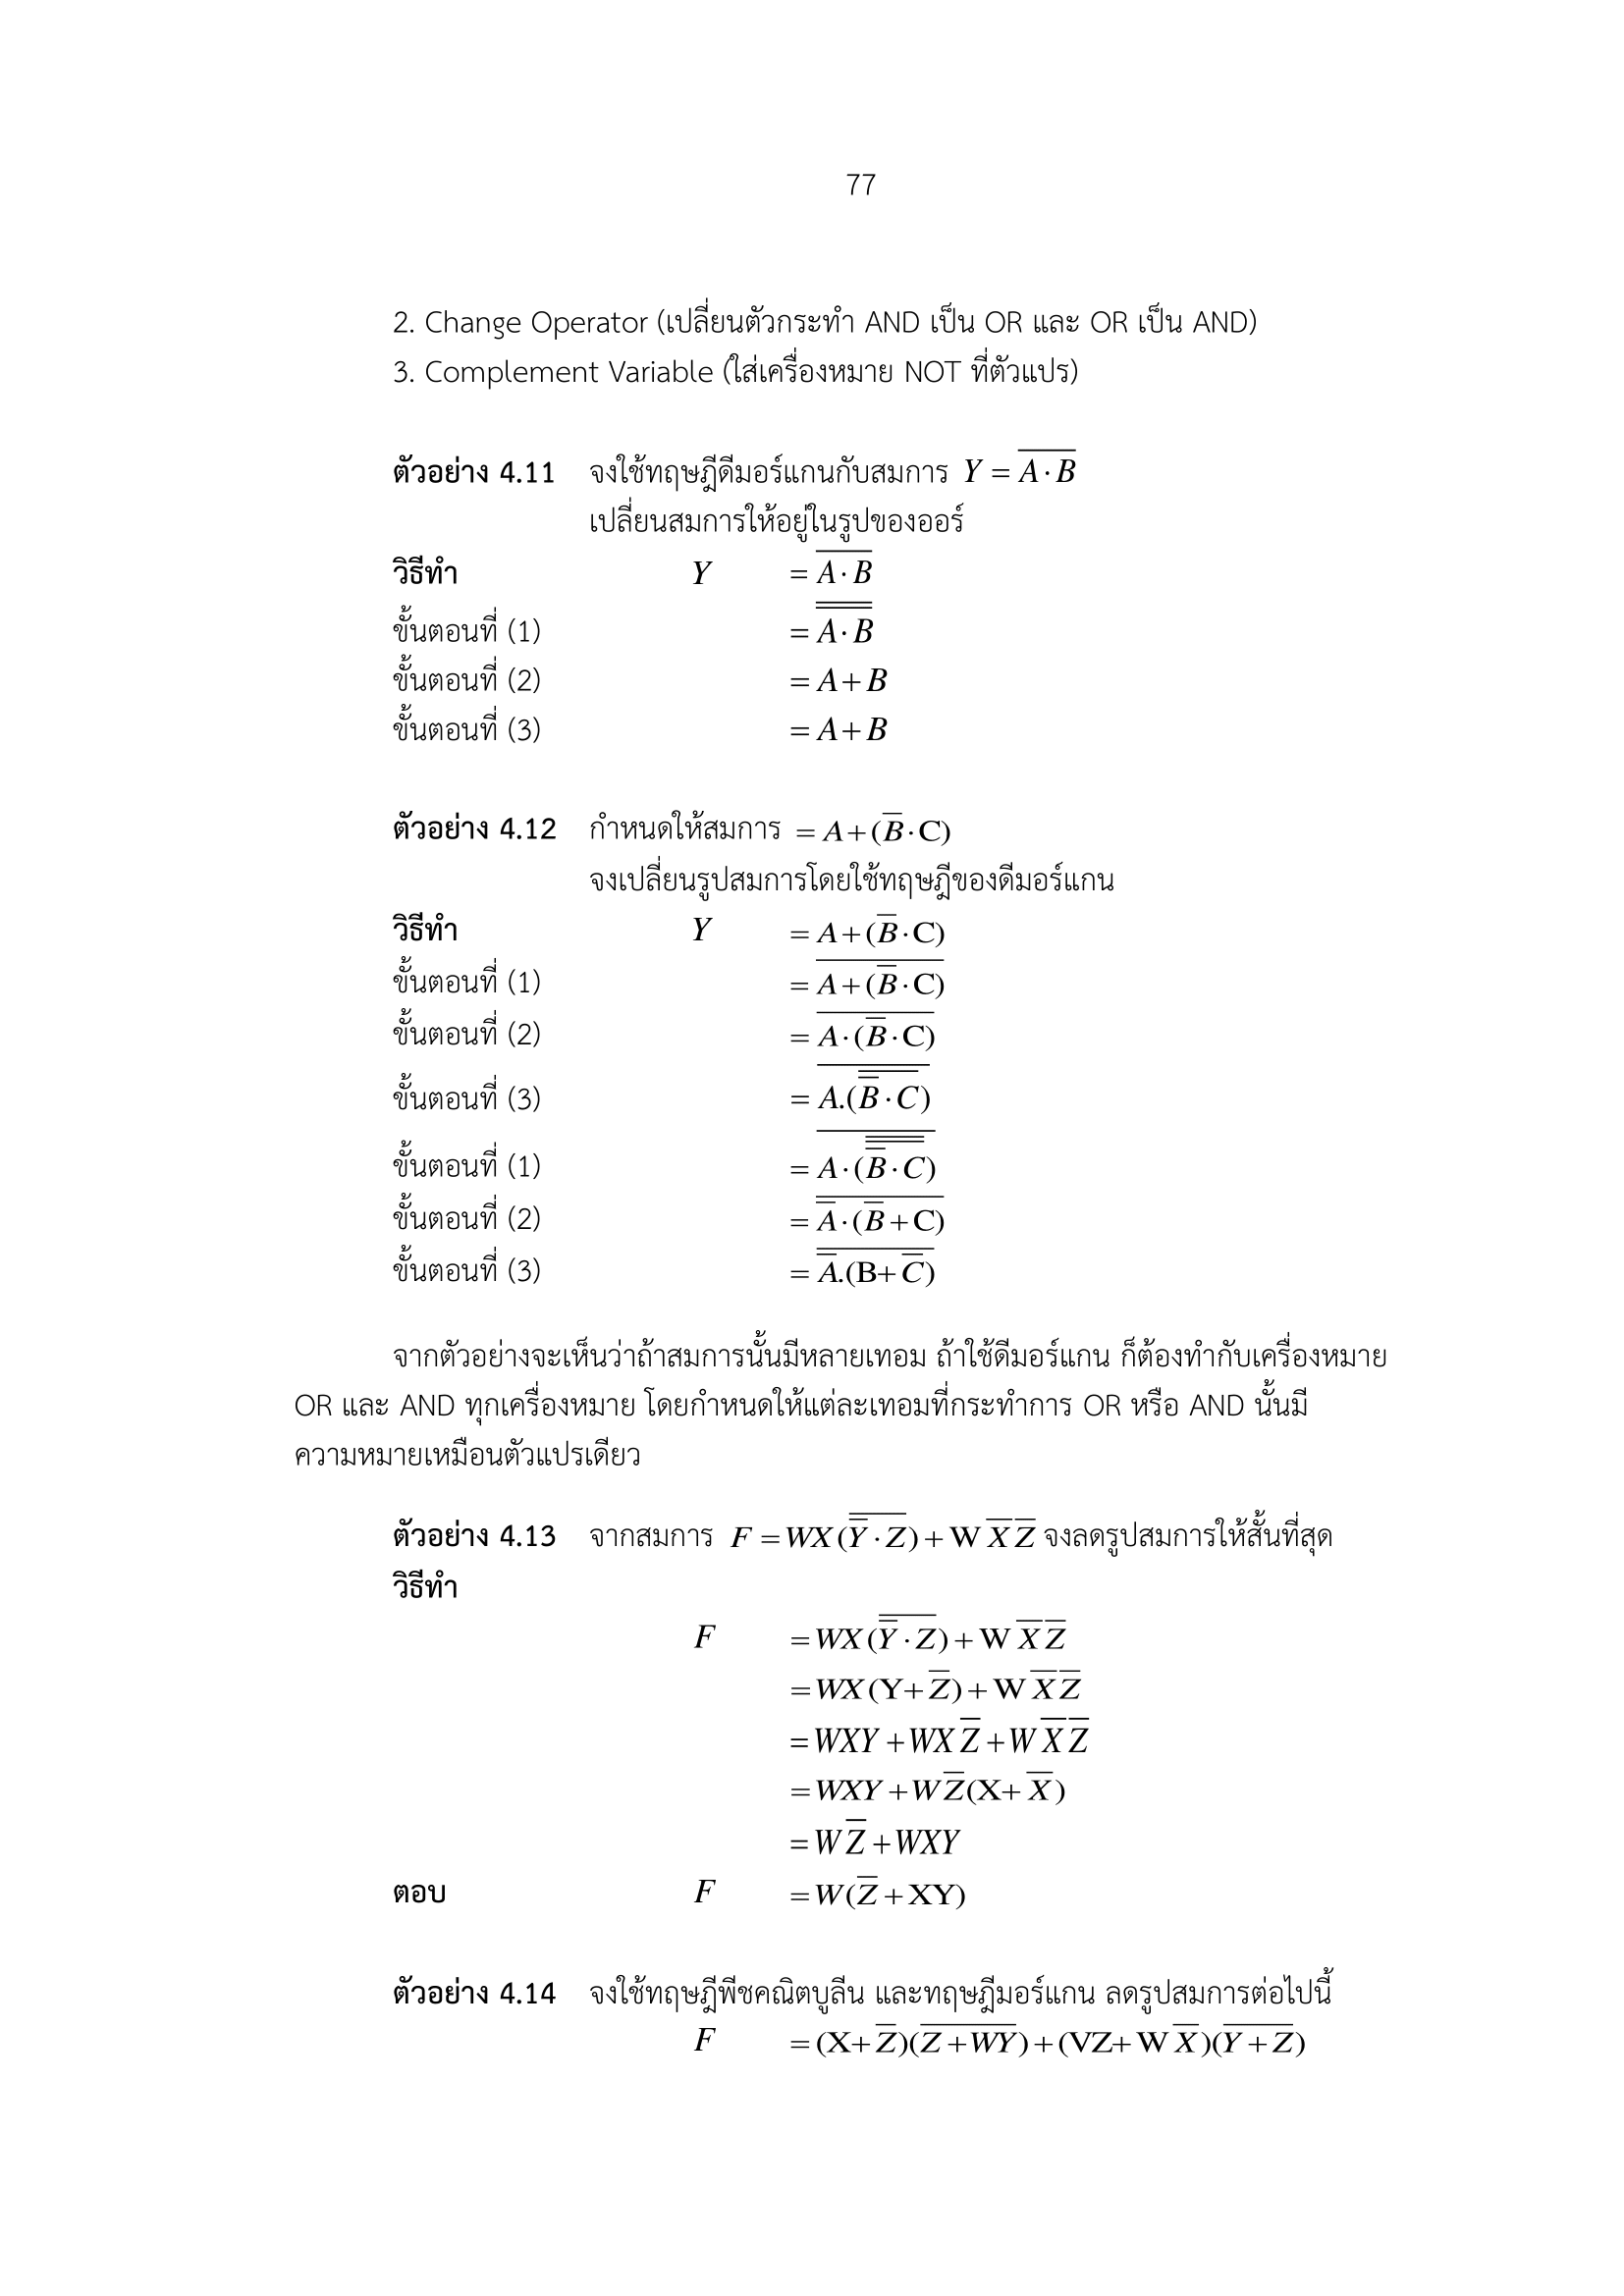 77
2. Change Operator (เปลี่ยนตัวกระทำ AND เป็น OR และ OR เป็น AND)
3. Complement Variable (ใส่เครื่องหมาย NOT ที่ตัวแปร)
ตัวอย่าง 4.11 จงใช้ทฤษฎีดีมอร์แกนกับสมการ $Y = \overline{A \cdot B}$
เปลี่ยนสมการให้อยู่ในรูปของออร์
วิธีทำ $Y = \overline{A \cdot B}$
ขั้นตอนที่ (1) $= \overline{\overline{A \cdot B}}$
ขั้นตอนที่ (2) $= A + B$
ขั้นตอนที่ (3) $= A + B$
ตัวอย่าง 4.12 กำหนดให้สมการ $= A + (\overline{B} \cdot C)$
จงเปลี่ยนรูปสมการโดยใช้ทฤษฎีของดีมอร์แกน
วิธีทำ $Y = A + (\overline{B} \cdot C)$
ขั้นตอนที่ (1) $= \overline{A + (\overline{B} \cdot C)}$
ขั้นตอนที่ (2) $= \overline{A \cdot (\overline{B} \cdot C)}$
ขั้นตอนที่ (3) $= \overline{A.(\overline{\overline{B} \cdot C})}$
ขั้นตอนที่ (1) $= \overline{A \cdot (\overline{\overline{\overline{B} \cdot C}})}$
ขั้นตอนที่ (2) $= \overline{\overline{A} \cdot (\overline{B} + C)}$
ขั้นตอนที่ (3) $= \overline{\overline{A}.(B + \overline{C})}$
จากตัวอย่างจะเห็นว่าถ้าสมการนั้นมีหลายเทอม ถ้าใช้ดีมอร์แกน ก็ต้องทำกับเครื่องหมาย
OR และ AND ทุกเครื่องหมาย โดยกำหนดให้แต่ละเทอมที่กระทำการ OR หรือ AND นั้นมี
ความหมายเหมือนตัวแปรเดียว
ตัวอย่าง 4.13 จากสมการ $F = WX(\overline{\overline{Y} \cdot Z}) + W\overline{X}\overline{Z}$ จงลดรูปสมการให้สั้นที่สุด
วิธีทำ
$F = WX(\overline{\overline{Y} \cdot Z}) + W\overline{X}\overline{Z}$
$= WX(Y + \overline{Z}) + W\overline{X}\overline{Z}$
$= WXY + WX\overline{Z} + W\overline{X}\overline{Z}$
$= WXY + W\overline{Z}(X + \overline{X})$
$= W\overline{Z} + WXY$
ตอบ $F = W(\overline{Z} + XY)$
ตัวอย่าง 4.14 จงใช้ทฤษฎีพีชคณิตบูลีน และทฤษฎีมอร์แกน ลดรูปสมการต่อไปนี้
$F = (X + \overline{Z})(\overline{Z + WY}) + (VZ + W\overline{X})(\overline{Y + Z})$